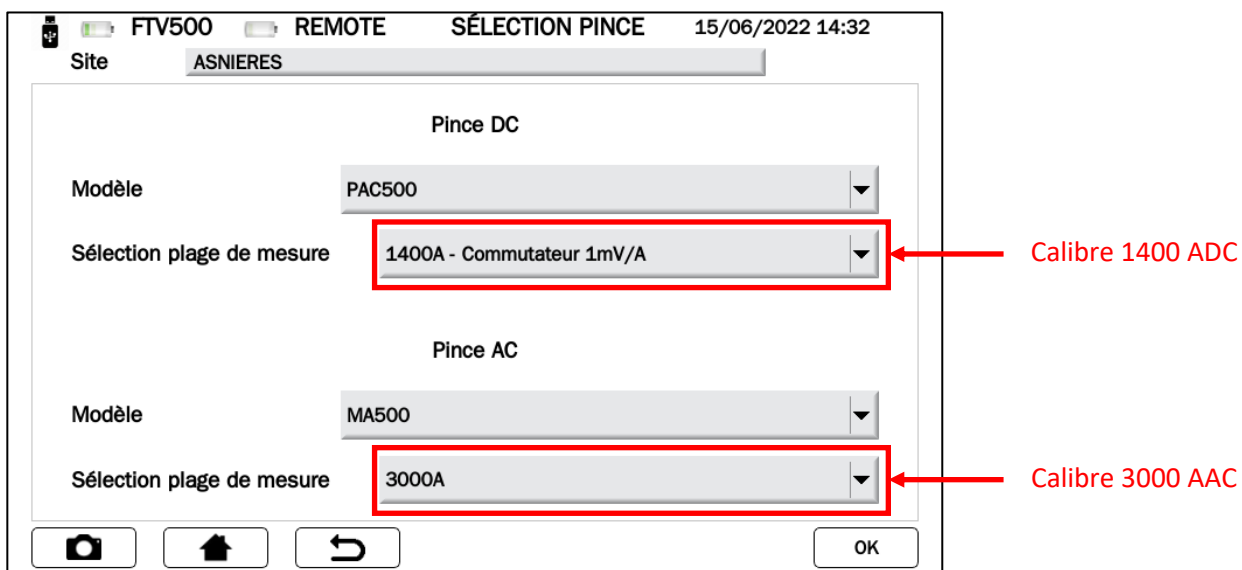 FTV500 REMOTE SÉLECTION PINCE 15/06/2022 14:32
Site ASNIERES
Pince DC
Modèle PAC500
Sélection plage de mesure 1400A - Commutateur 1mV/A Calibre 1400 ADC
Pince AC
Modèle MA500
Sélection plage de mesure 3000A Calibre 3000 AAC
OK